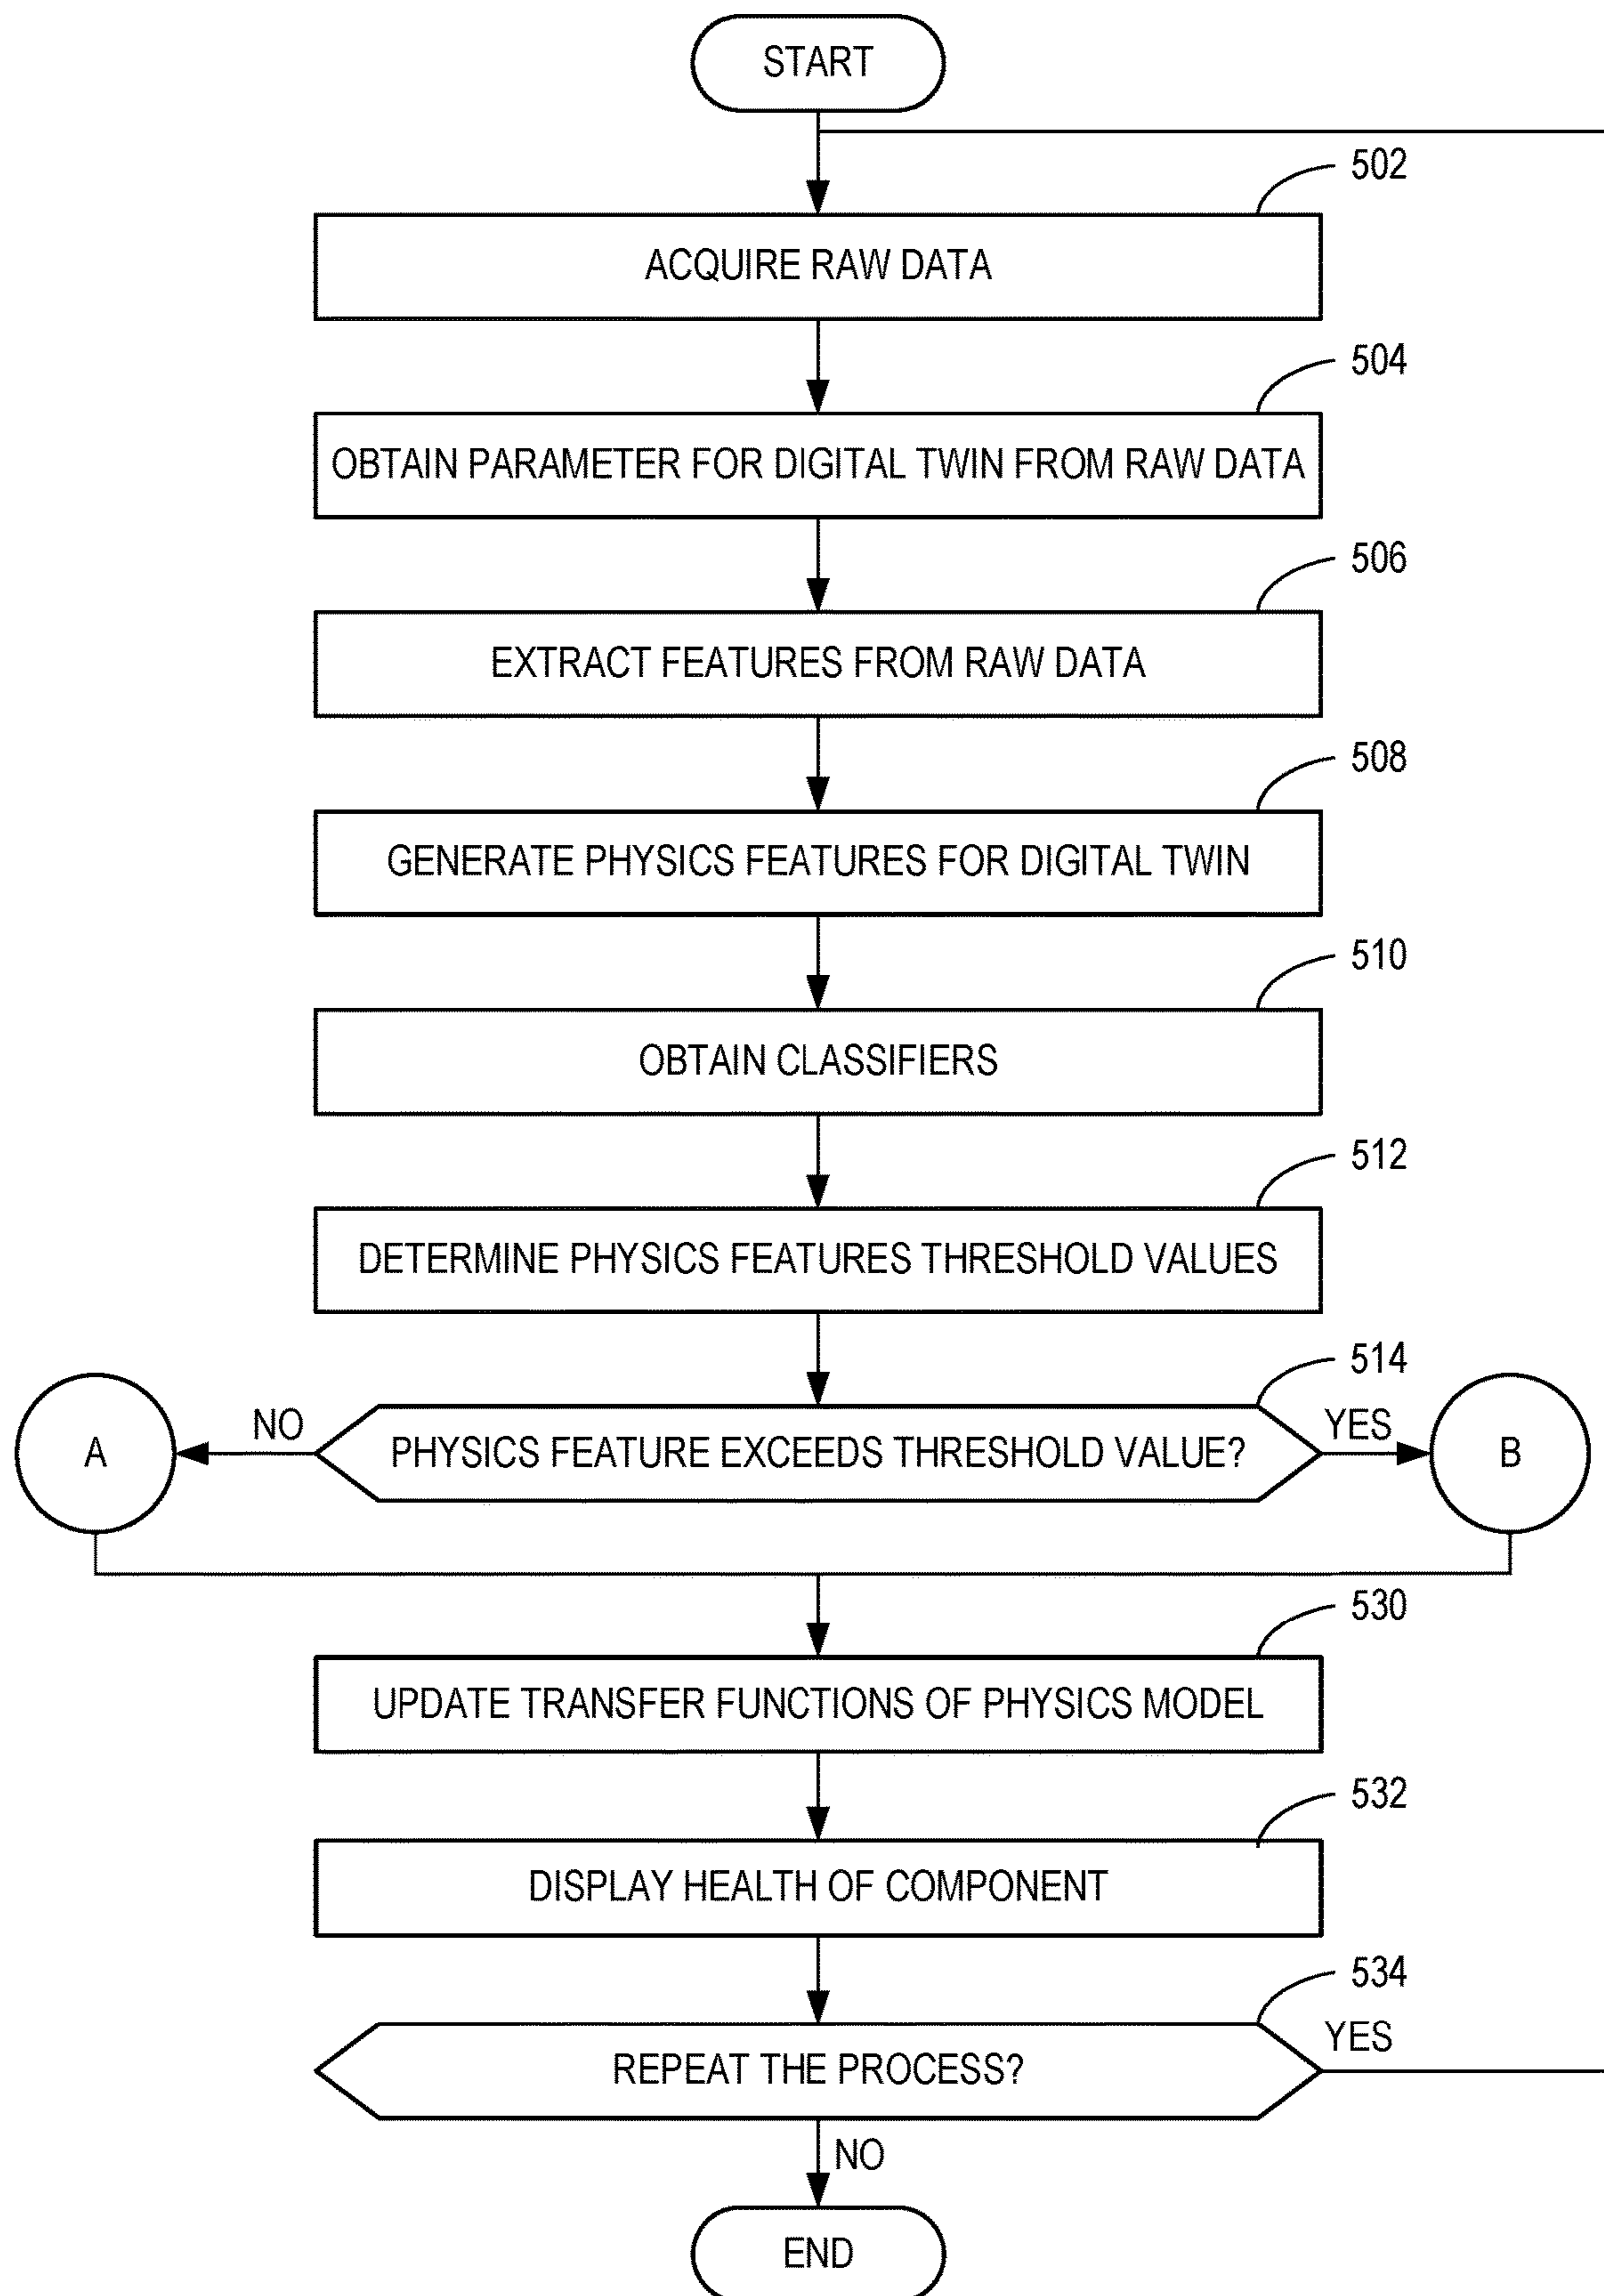 START
502
ACQUIRE RAW DATA
504
OBTAIN PARAMETER FOR DIGITAL TWIN FROM RAW DATA
506
EXTRACT FEATURES FROM RAW DATA
508
GENERATE PHYSICS FEATURES FOR DIGITAL TWIN
510
OBTAIN CLASSIFIERS
512
DETERMINE PHYSICS FEATURES THRESHOLD VALUES
514
A
NO
PHYSICS FEATURE EXCEEDS THRESHOLD VALUE?
YES
B
530
UPDATE TRANSFER FUNCTIONS OF PHYSICS MODEL
532
DISPLAY HEALTH OF COMPONENT
534
REPEAT THE PROCESS?
YES
NO
END